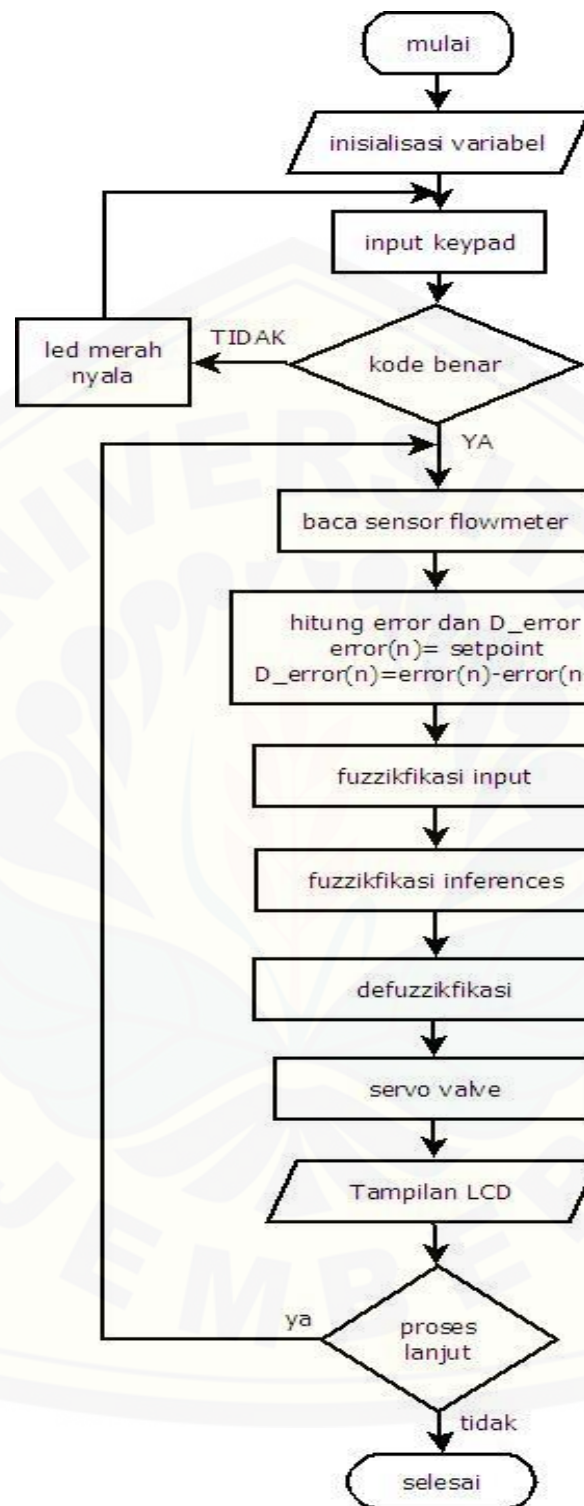 mulai
inisialisasi variabel
input keypad
TIDAK
led merah
nyala
kode benar
YA
baca sensor flowmeter
hitung error dan D_error
error(n)= setpoint
D_error(n)=error(n)-error(n-
fuzzikfikasi input
fuzzikfikasi inferences
defuzzikfikasi
servo valve
Tampilan LCD
ya
proses
lanjut
tidak
selesai
UNIVERSITA
JEMBER